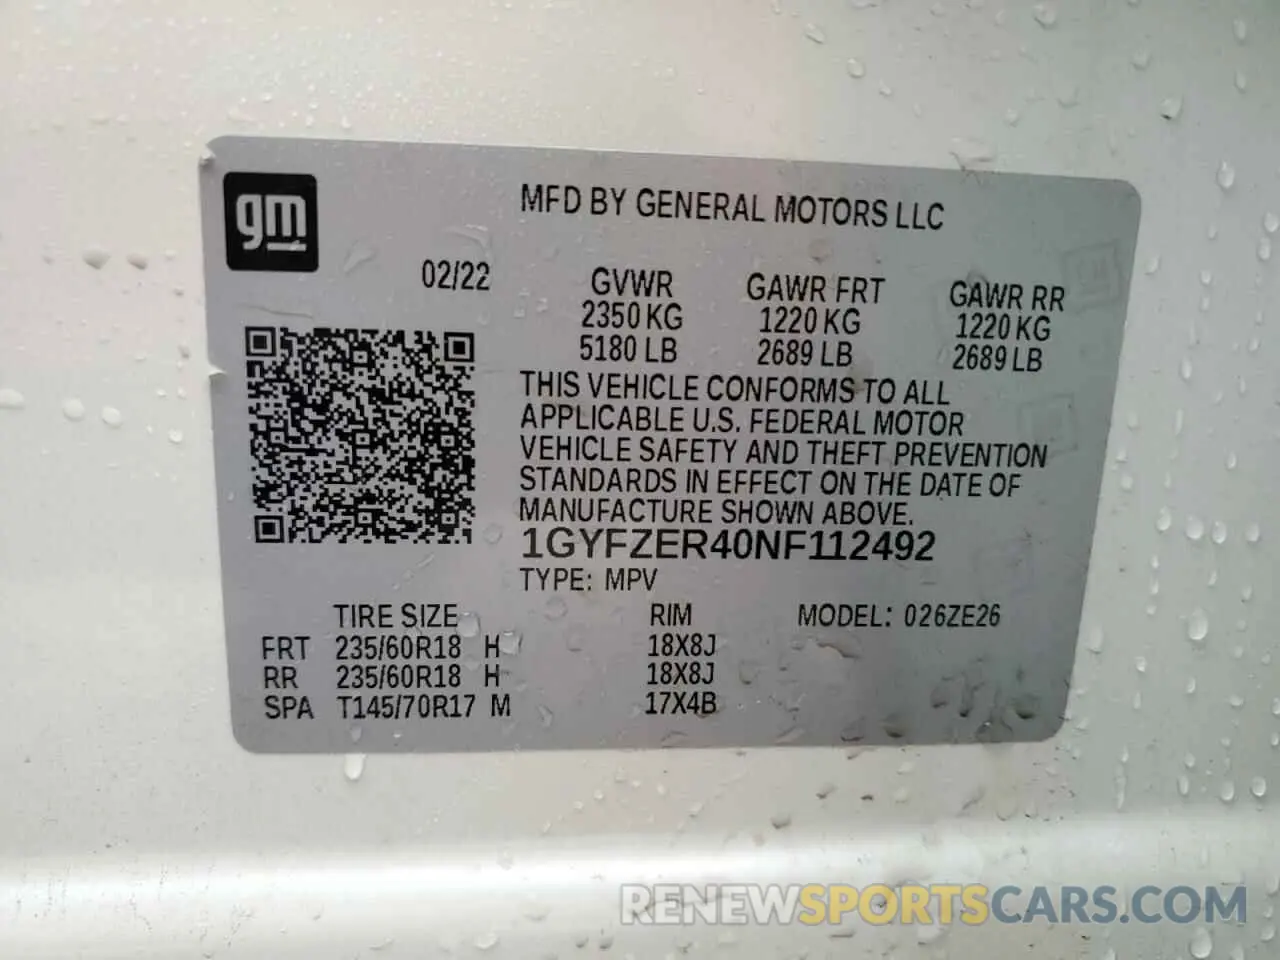 gm
MFD BY GENERAL MOTORS LLC
02/22 GVWR GAWR FRT GAWR RR
2350 KG 1220 KG 1220 KG
5180 LB 2689 LB 2689 LB
THIS VEHICLE CONFORMS TO ALL
APPLICABLE U.S. FEDERAL MOTOR
VEHICLE SAFETY AND THEFT PREVENTION
STANDARDS IN EFFECT ON THE DATE OF
MANUFACTURE SHOWN ABOVE.
1GYFZER40NF112492
TYPE: MPV
TIRE SIZE RIM MODEL: 026ZE26
FRT 235/60R18 H 18X8J
RR 235/60R18 H 18X8J
SPA T145/70R17 M 17X4B
RENEWSPORTSCARS.COM